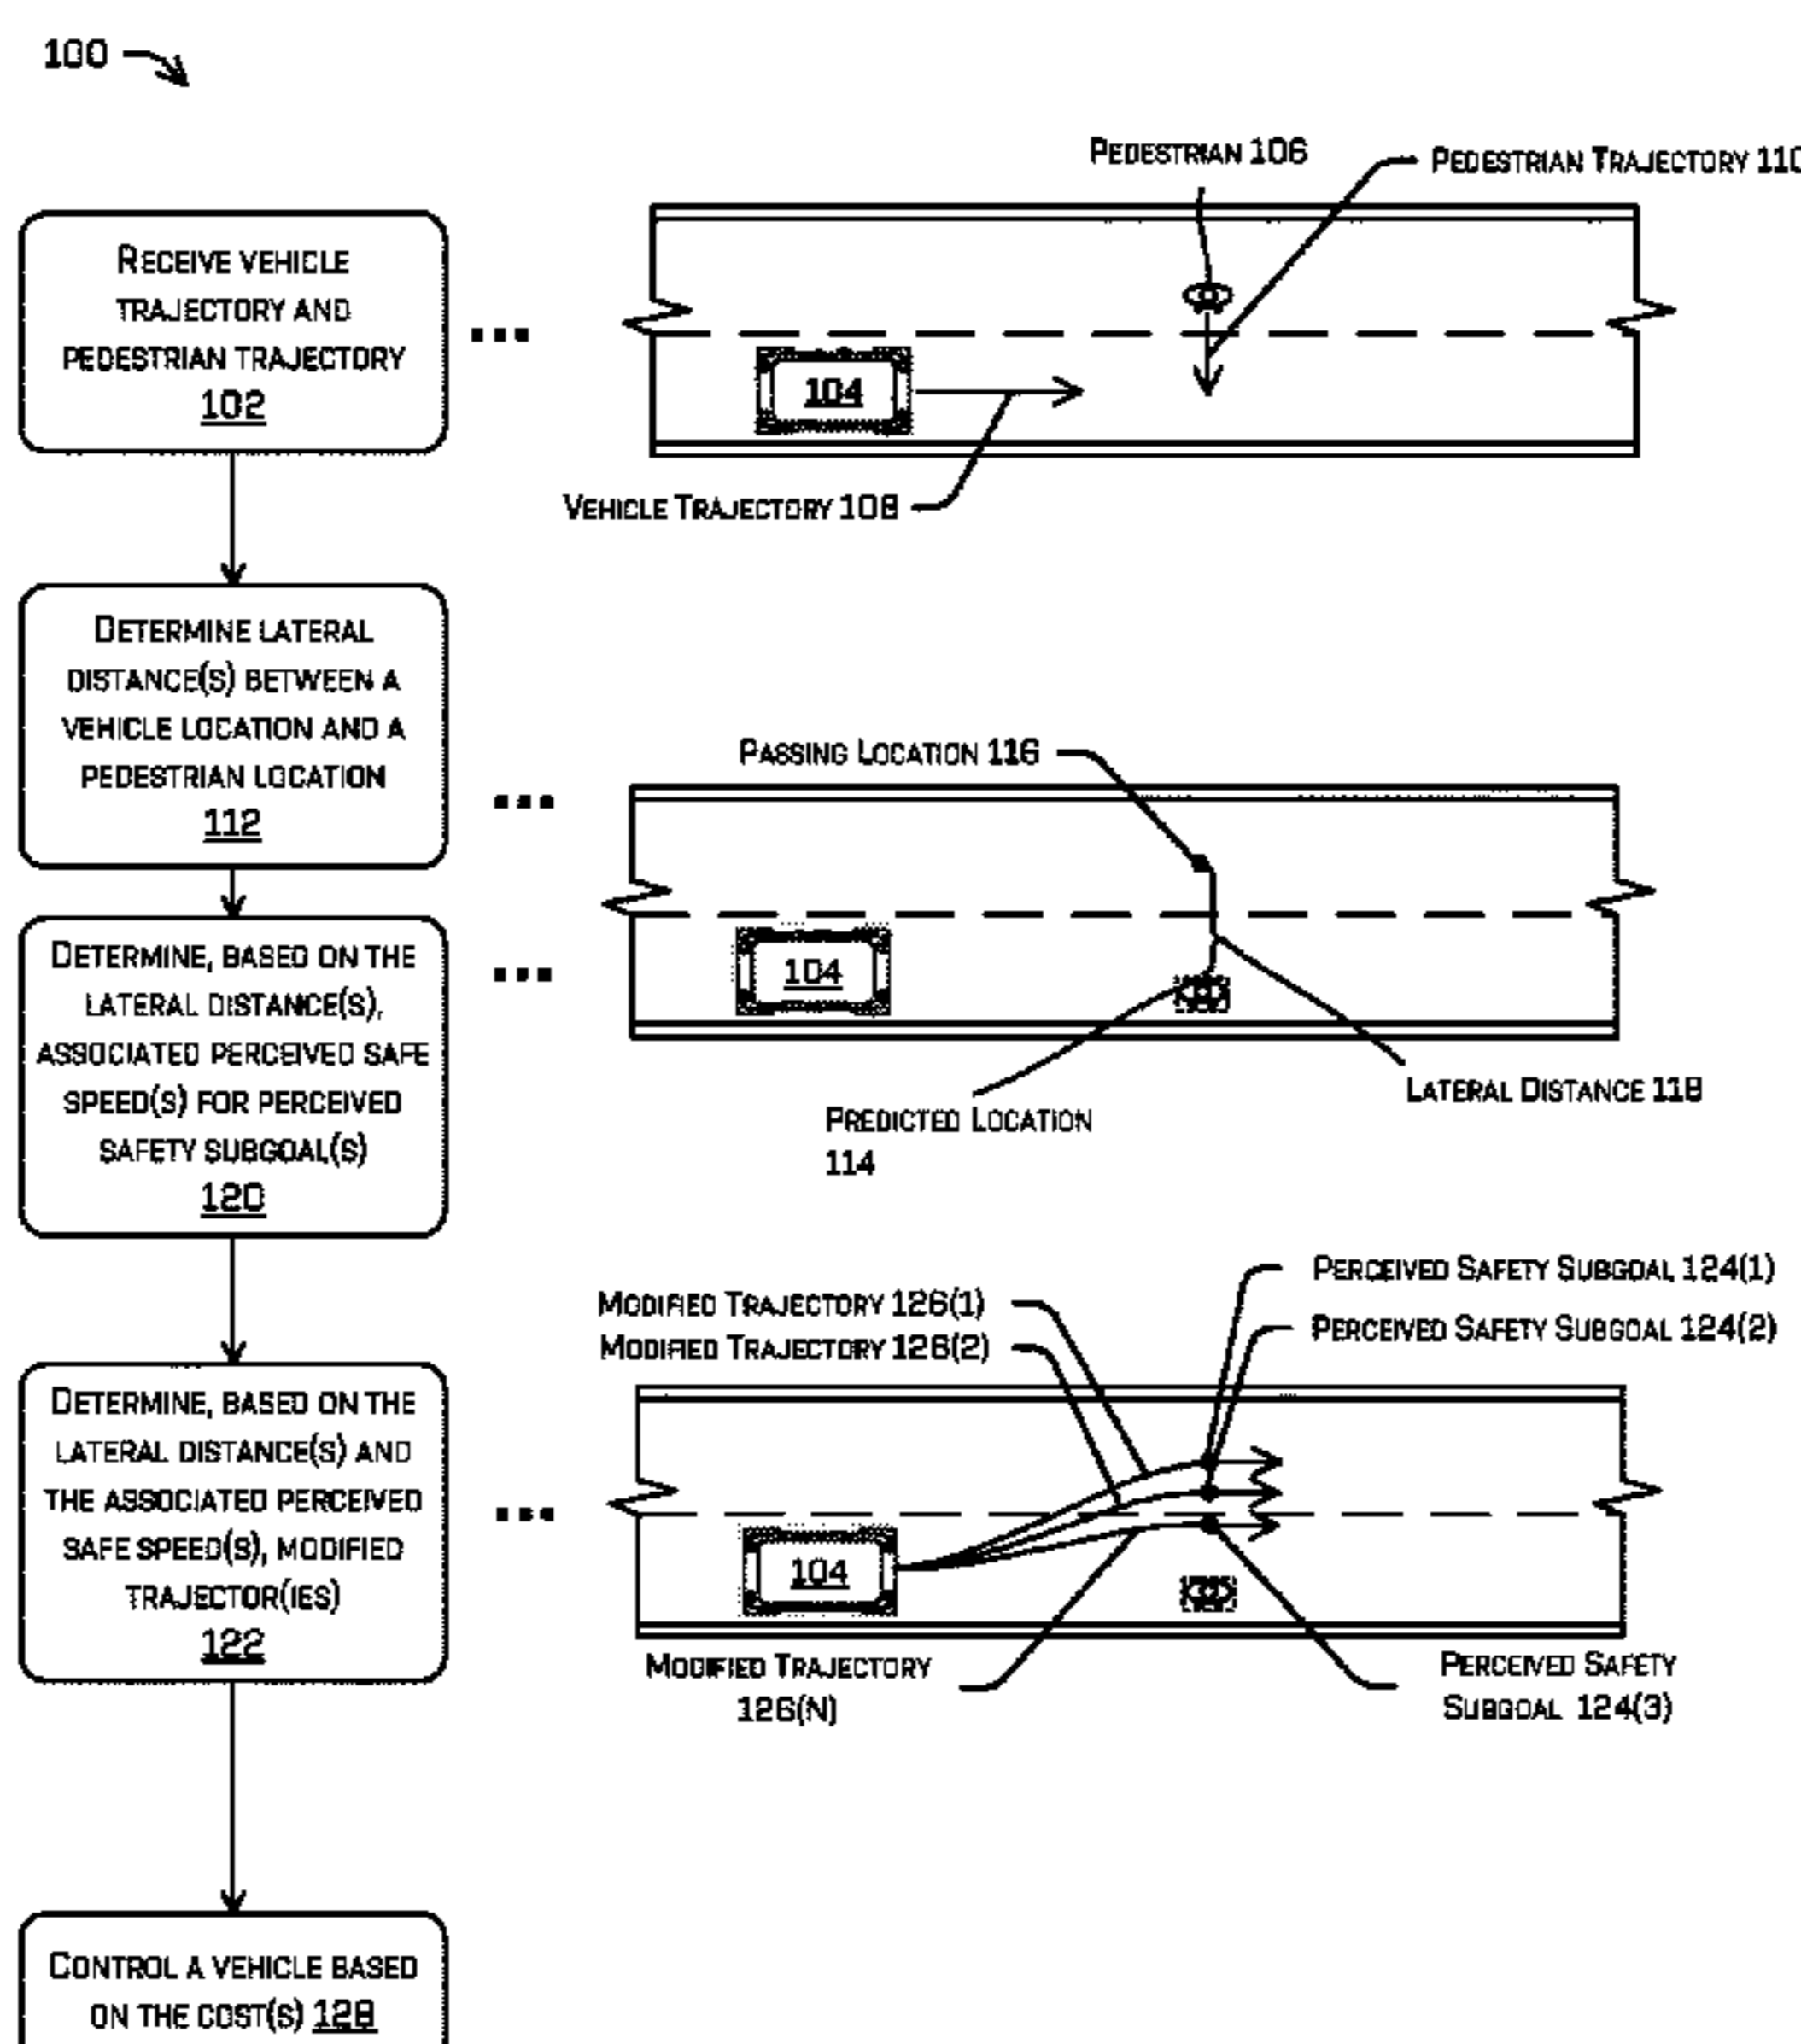 100
PEDESTRIAN 106
PEDESTRIAN TRAJECTORY 110
RECEIVE VEHICLE
TRAJECTORY AND
PEDESTRIAN TRAJECTORY
102
104
VEHICLE TRAJECTORY 108
DETERMINE LATERAL
DISTANCE(S) BETWEEN A
VEHICLE LOCATION AND A
PEDESTRIAN LOCATION
112
PASSING LOCATION 116
104
LATERAL DISTANCE 118
PREDICTED LOCATION
114
DETERMINE, BASED ON THE
LATERAL DISTANCE(S),
ASSOCIATED PERCEIVED SAFE
SPEED(S) FOR PERCEIVED
SAFETY SUBGOAL(S)
120
PERCEIVED SAFETY SUBGOAL 124(1)
MODIFIED TRAJECTORY 126(1)
PERCEIVED SAFETY SUBGOAL 124(2)
MODIFIED TRAJECTORY 126(2)
DETERMINE, BASED ON THE
LATERAL DISTANCE(S) AND
THE ASSOCIATED PERCEIVED
SAFE SPEED(S), MODIFIED
TRAJECTOR(IES)
122
104
MODIFIED TRAJECTORY
126(N)
PERCEIVED SAFETY
SUBGOAL 124(3)
CONTROL A VEHICLE BASED
ON THE COST(S) 128